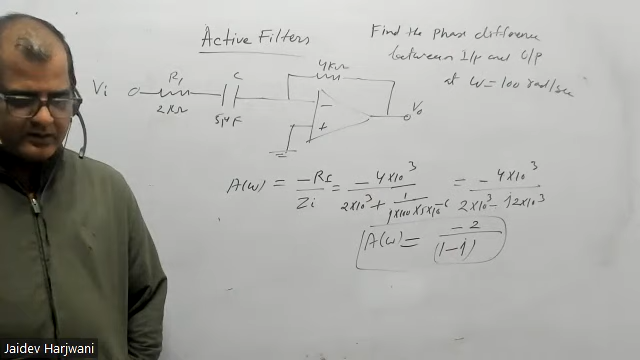 Active Filters
Find the phase difference
between I/p and O/P
at ω = 100 rad/sec
Vi
R1
2KΩ
C
5μF
4KΩ
−
+
Vo
A(ω) = −Rf / Zi = −4×10³ / 2×10³ + 1 / j×100×5×10⁻⁶ = −4×10³ / 2×10³ − j2×10³
A(ω) = −2 / (1−j)
Jaidev Harjwani